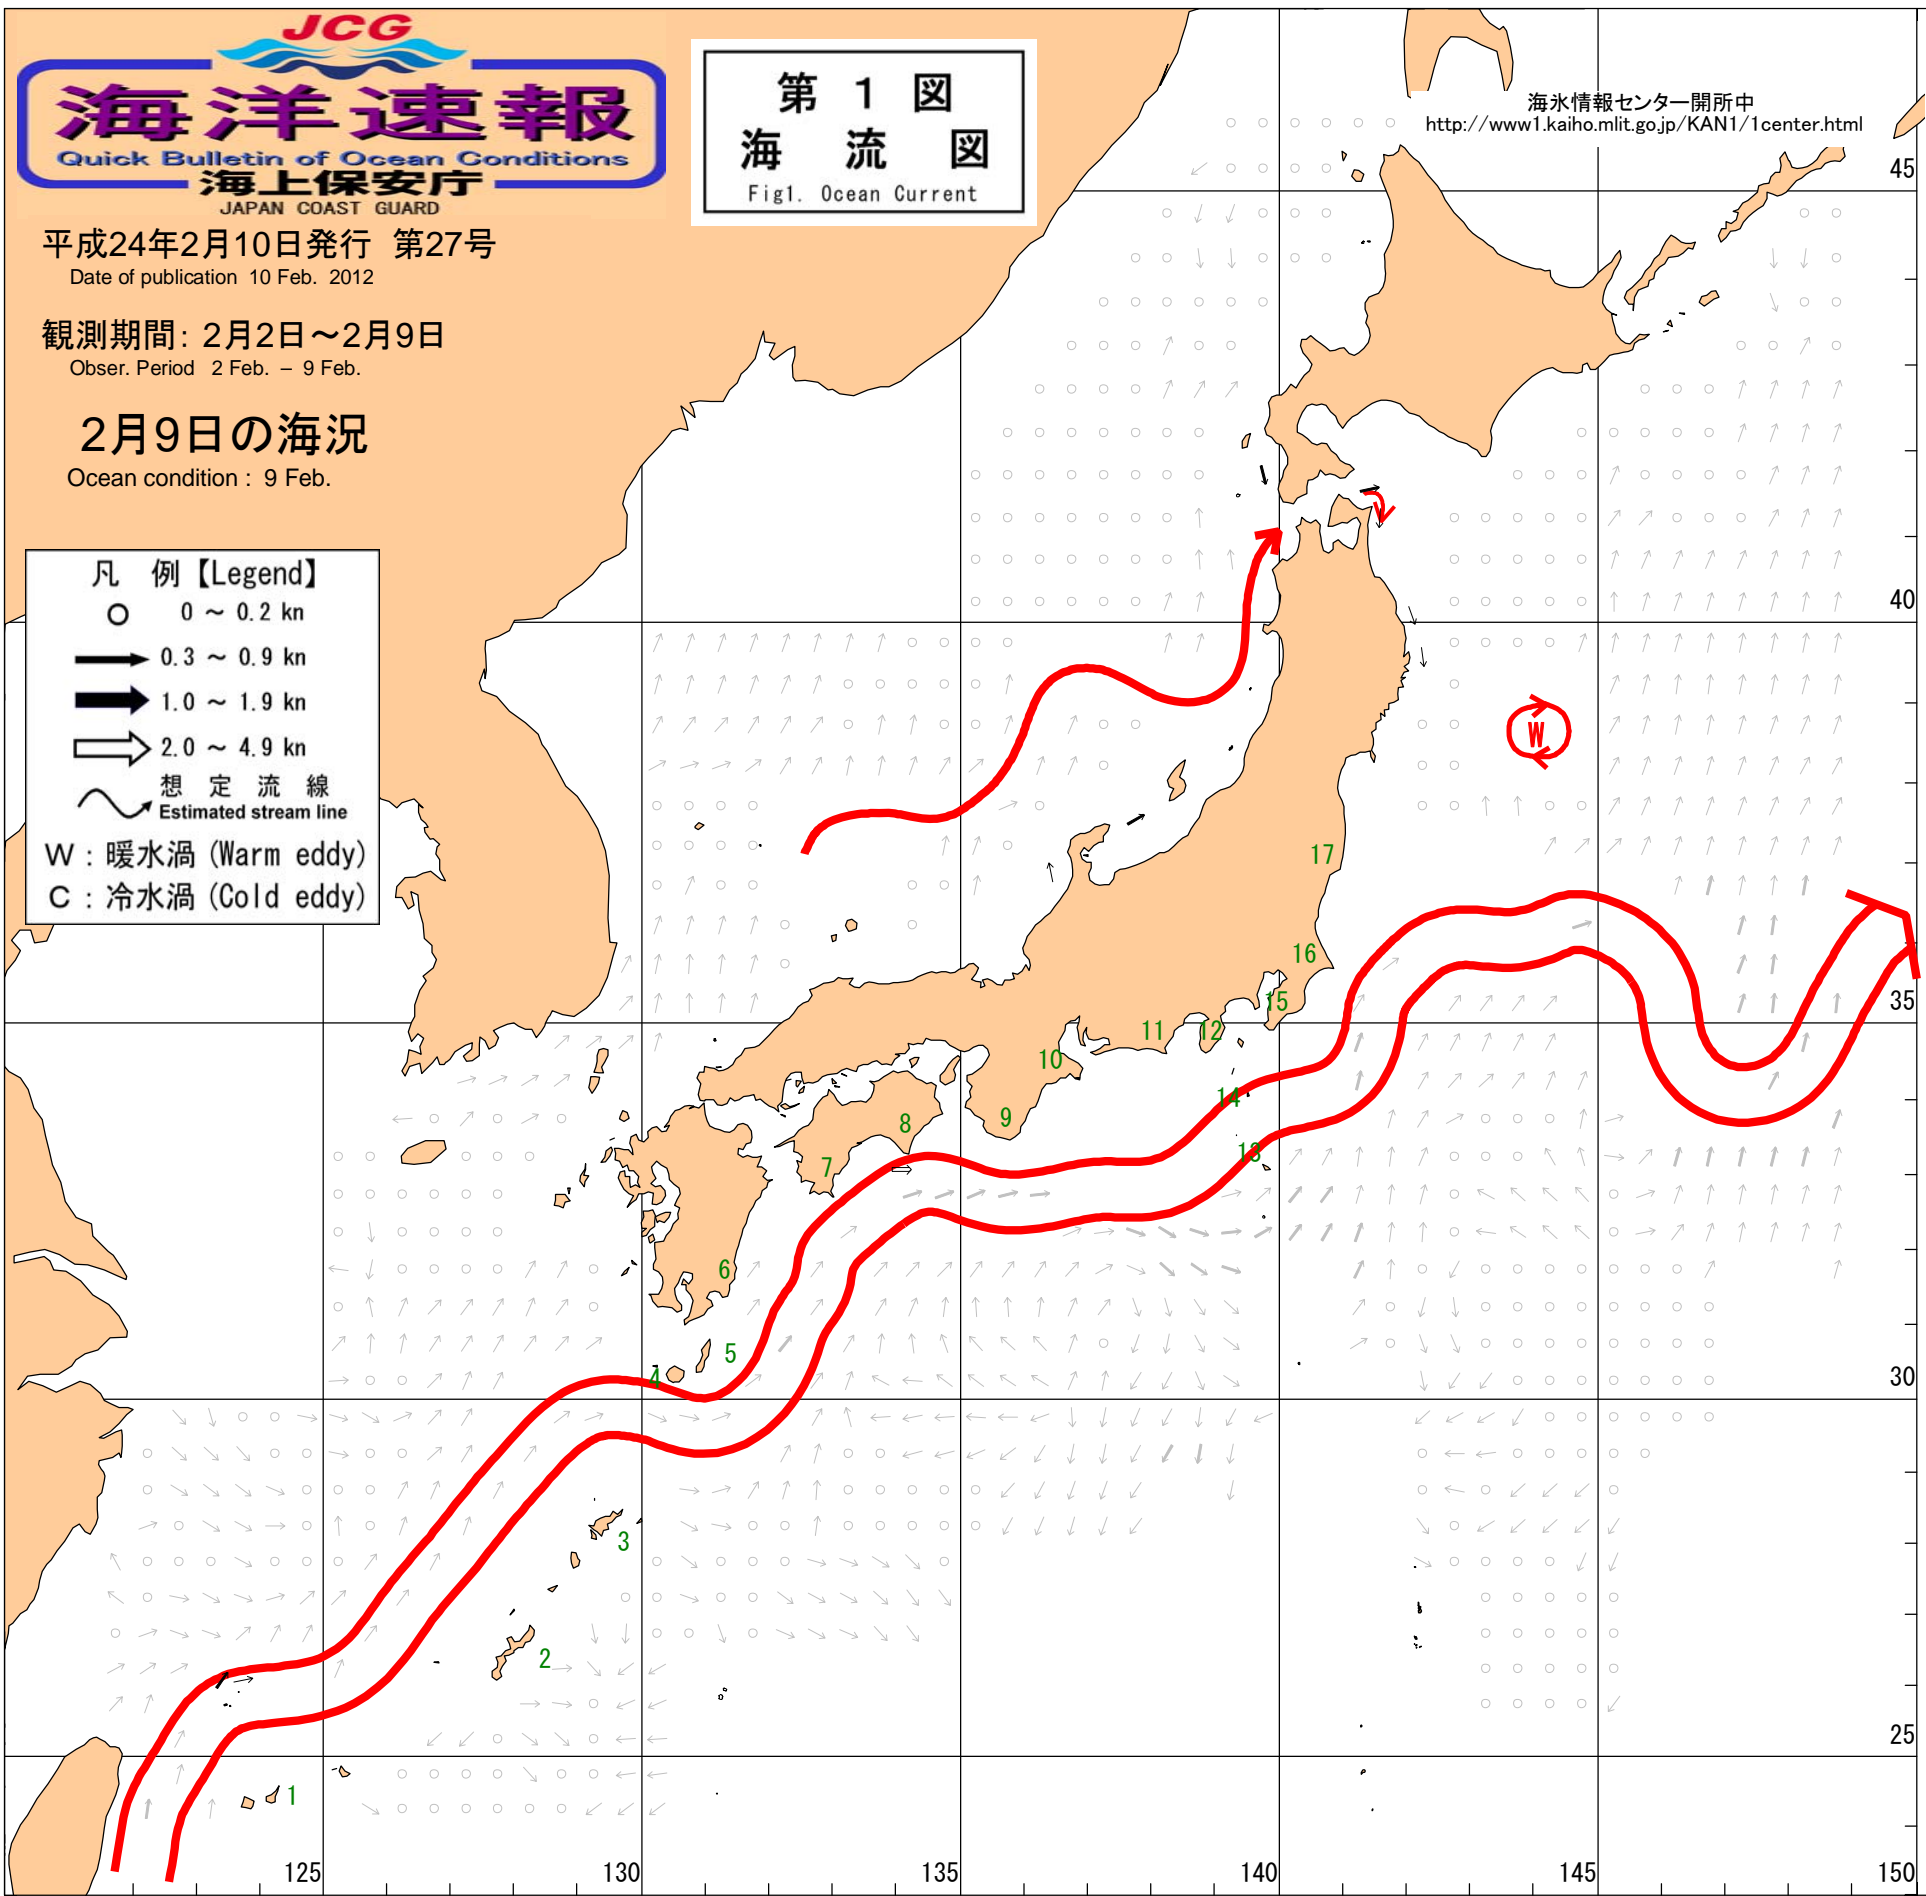 JCG
海洋速報
Quick Bulletin of Ocean Conditions
海上保安庁
JAPAN COAST GUARD
第 1 図
海 流 図
Fig1. Ocean Current
海氷情報センター開所中
http://www1.kaiho.mlit.go.jp/KAN1/1center.html
平成24年2月10日発行 第27号
Date of publication 10 Feb. 2012
観測期間: 2月2日～2月9日
Obser. Period 2 Feb. – 9 Feb.
2月9日の海況
Ocean condition : 9 Feb.
凡 例【Legend】
0 ～ 0.2 kn
0.3 ～ 0.9 kn
1.0 ～ 1.9 kn
2.0 ～ 4.9 kn
想 定 流 線
Estimated stream line
W : 暖水渦 (Warm eddy)
C : 冷水渦 (Cold eddy)
45
40
W
17
16
35
15
12
11
10
14
9
8
13
7
6
5
4
30
3
2
25
1
125
130
135
140
145
150